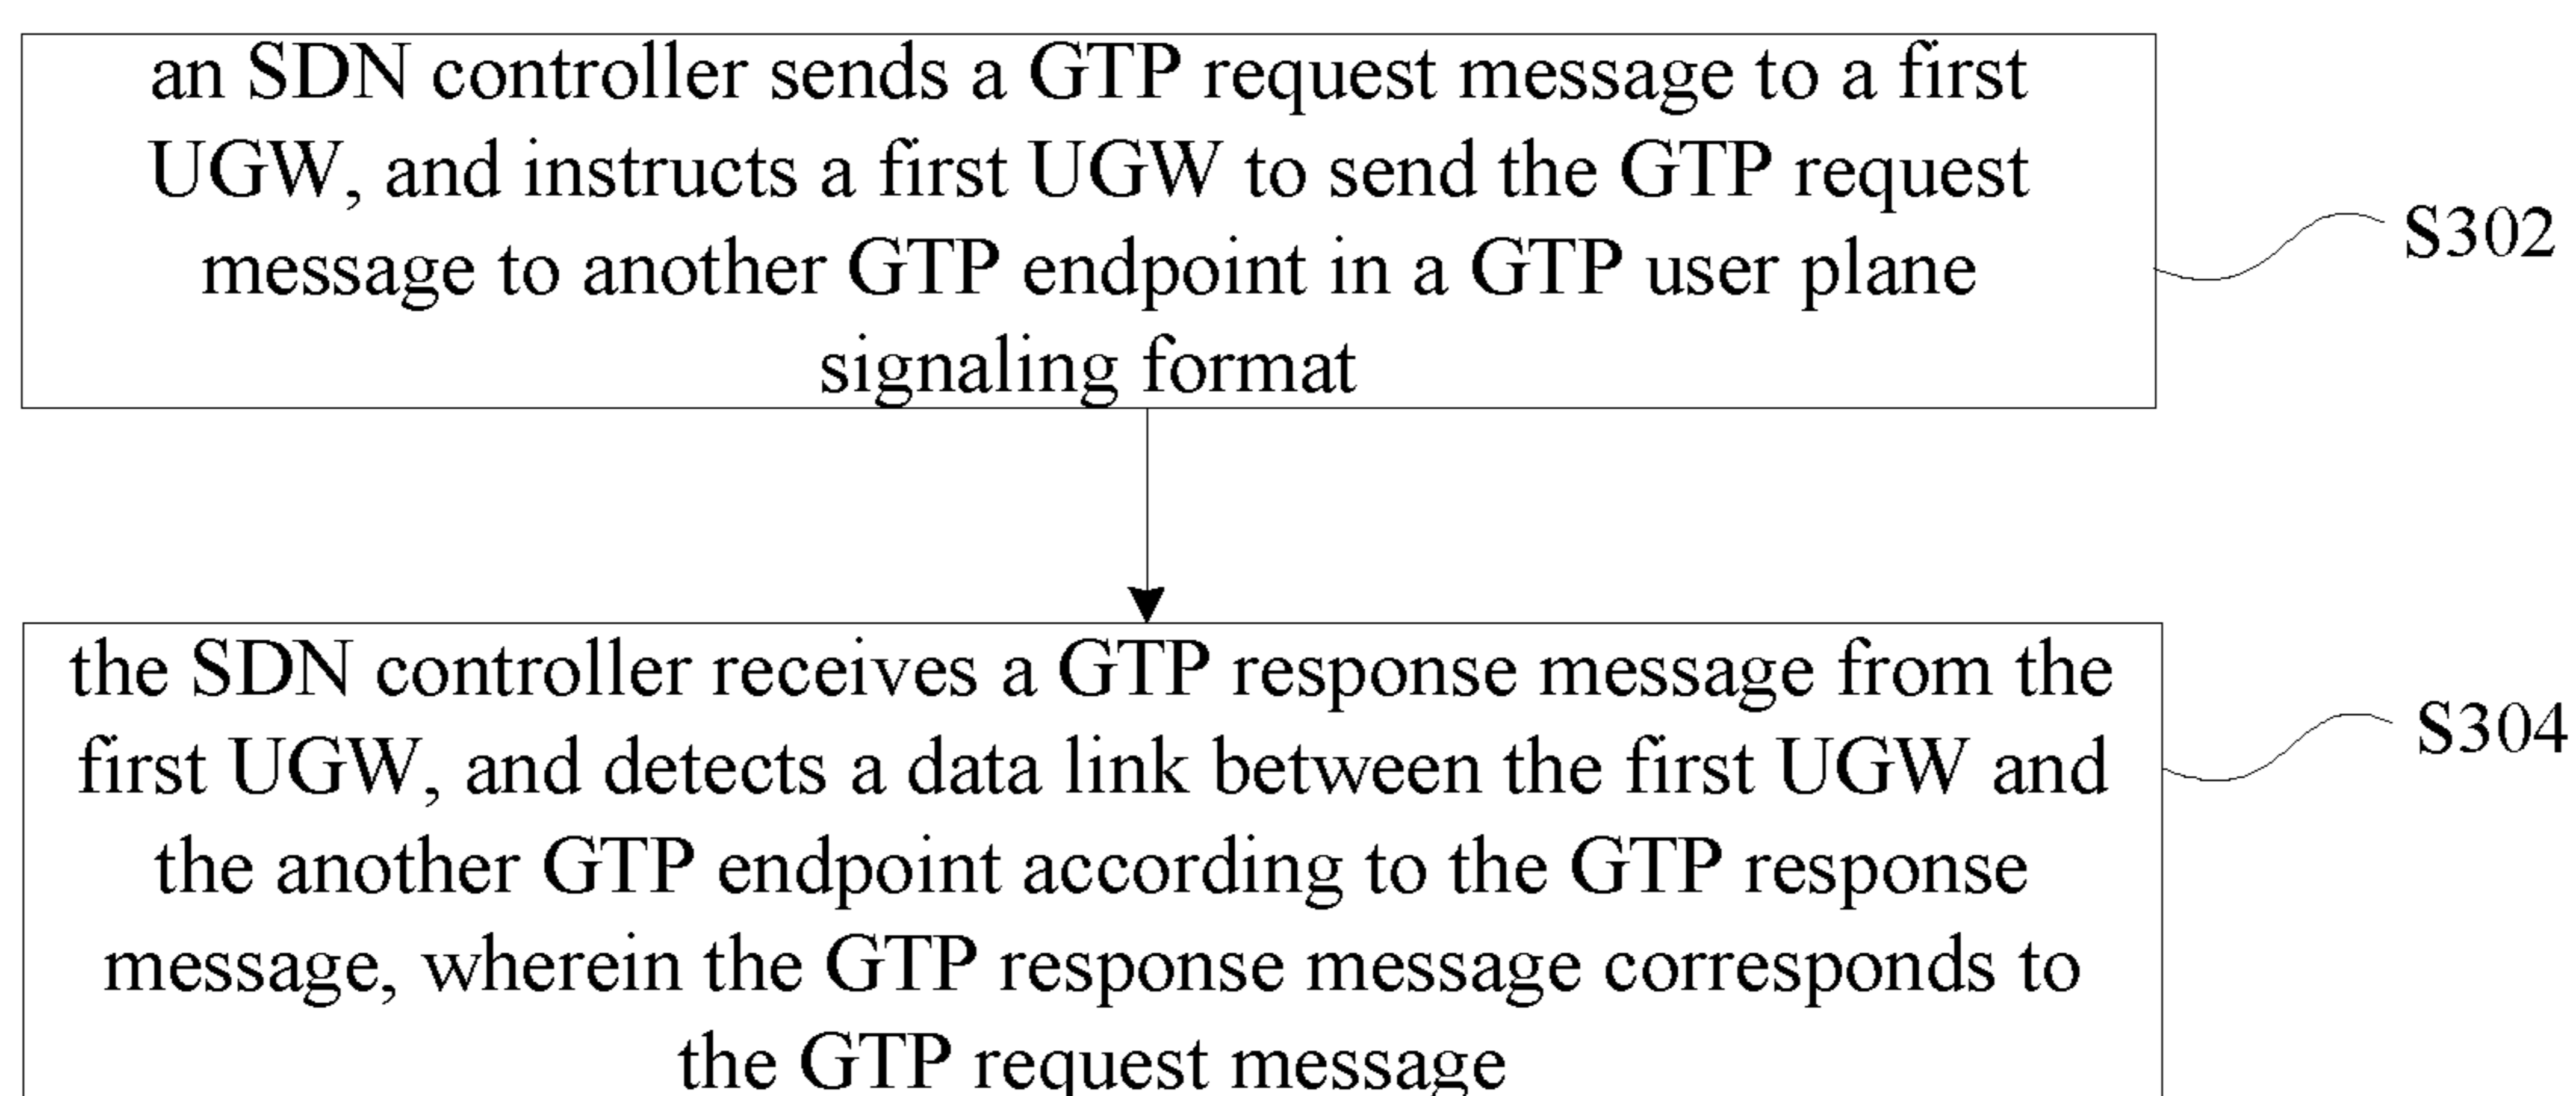 an SDN controller sends a GTP request message to a first
UGW, and instructs a first UGW to send the GTP request
message to another GTP endpoint in a GTP user plane
signaling format
S302
the SDN controller receives a GTP response message from the
first UGW, and detects a data link between the first UGW and
the another GTP endpoint according to the GTP response
message, wherein the GTP response message corresponds to
the GTP request message
S304